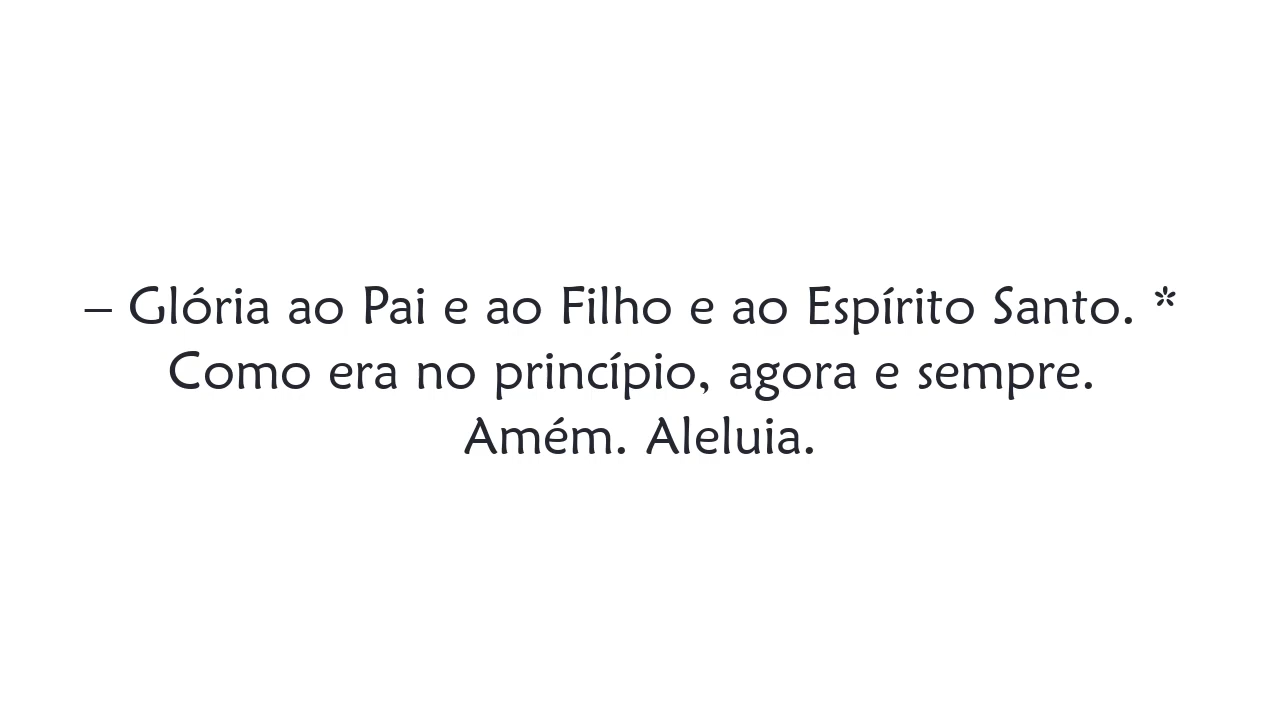 – Glória ao Pai e ao Filho e ao Espírito Santo. *
Como era no princípio, agora e sempre.
Amém. Aleluia.